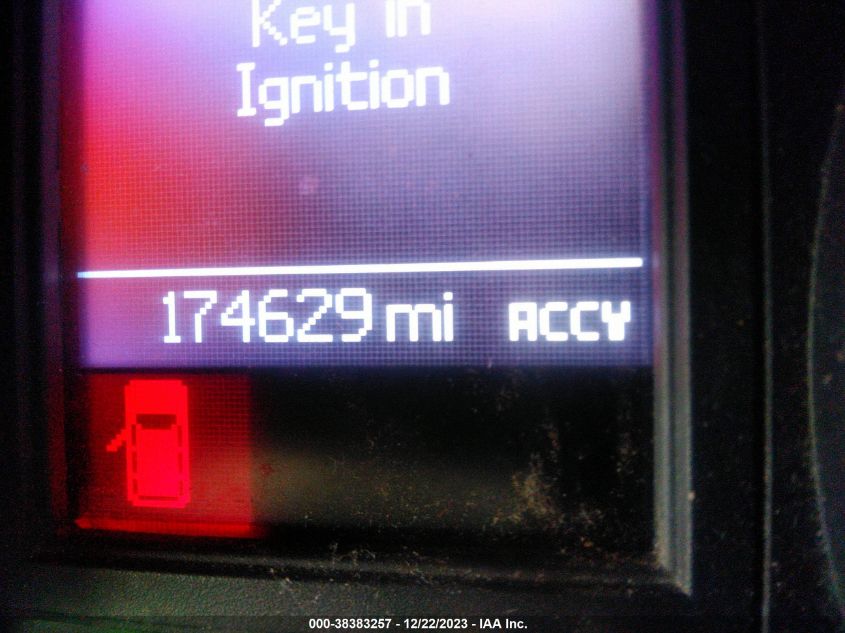 Key in
Ignition
174629 mi ACCY
000-38383257 - 12/22/2023 - IAA Inc.